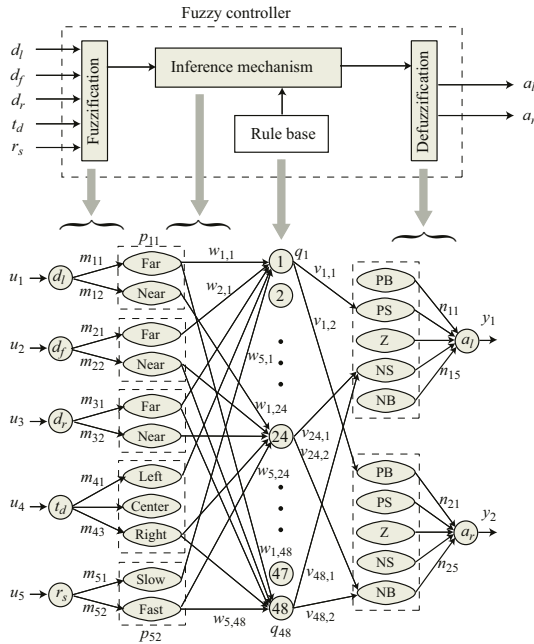 Fuzzy controller
d_l
d_f
d_r
t_d
r_s
Fuzzification
Inference mechanism
Rule base
Defuzzification
a_l
a_r
p_11
u_1
d_l
m_11
m_12
Far
Near
u_2
d_f
m_21
m_22
Far
Near
u_3
d_r
m_31
m_32
Far
Near
u_4
t_d
m_41
m_43
Left
Center
Right
u_5
r_s
m_51
m_52
Slow
Fast
p_52
w_1,1
w_2,1
w_5,1
w_1,24
w_5,24
w_1,48
w_5,48
q_1
1
2
24
47
48
q_48
v_1,1
v_1,2
v_24,1
v_24,2
v_48,1
v_48,2
PB
PS
Z
NS
NB
n_11
n_15
a_l
y_1
PB
PS
Z
NS
NB
n_21
n_25
a_r
y_2